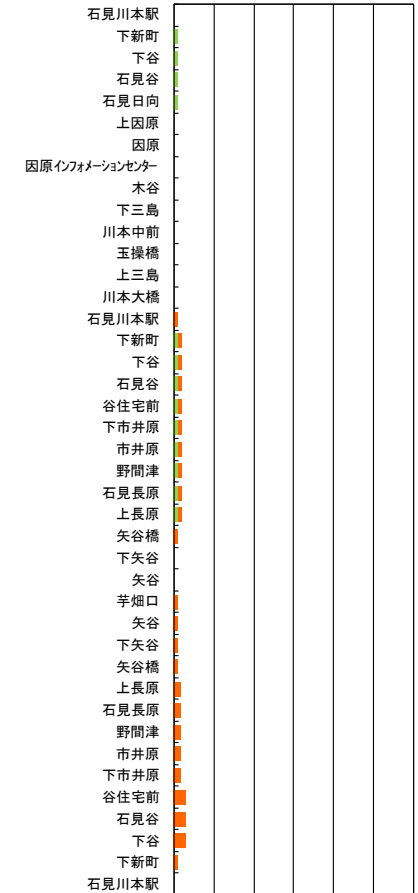 石見川本駅
下新町
下谷
石見谷
石見日向
上因原
因原
因原インフォメーションセンター
木谷
下三島
川本中前
玉操橋
上三島
川本大橋
石見川本駅
下新町
下谷
石見谷
谷住宅前
下市井原
市井原
野間津
石見長原
上長原
矢谷橋
下矢谷
矢谷
芋畑口
矢谷
下矢谷
矢谷橋
上長原
石見長原
野間津
市井原
下市井原
谷住宅前
石見谷
下谷
下新町
石見川本駅